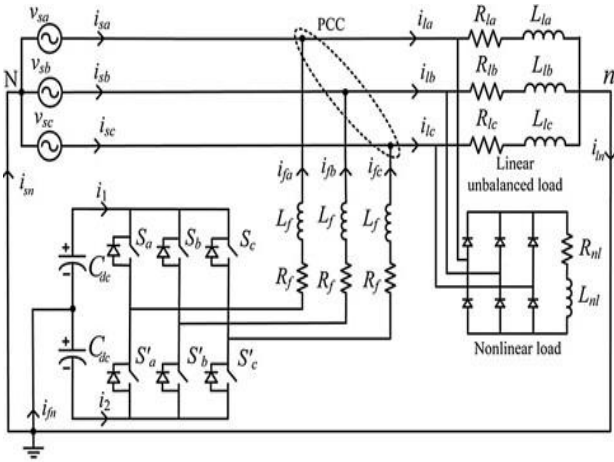 v_sa i_sa PCC i_la R_la L_la
N v_sb i_sb i_lb R_lb L_lb n
v_sc i_sc i_lc R_lc L_lc
i_sn i_fa i_fb i_fc Linear i_ln
unbalanced load
i_1 S_a S_b S_c L_f L_f L_f
+ C_dc - R_f R_f R_f R_nl
L_nl
+ C_dc - S'_a S'_b S'_c Nonlinear load
i_fn i_2